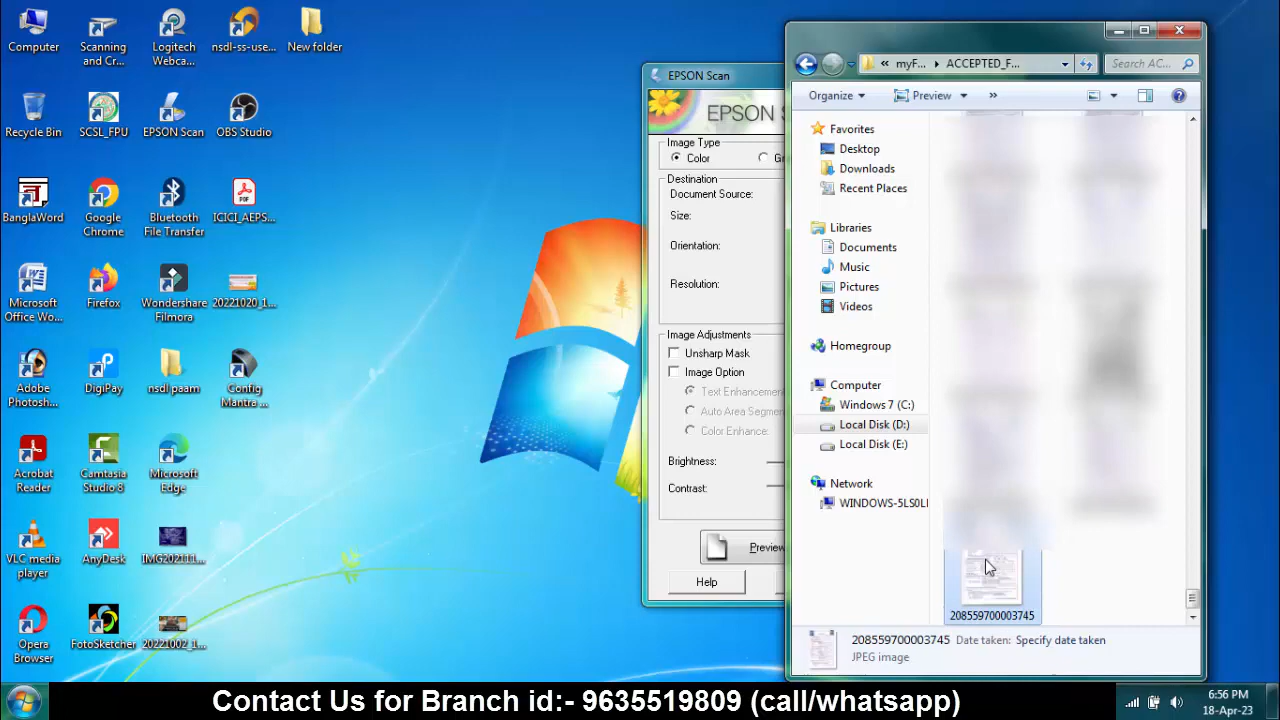 Computer
Scanning and Cr...
Logitech Webca...
nsdl-ss-use...
New folder
Recycle Bin
SCSL_FPU
EPSON Scan
OBS Studio
BanglaWord
Google Chrome
Bluetooth File Transfer
ICICI_AEPS...
Microsoft Office Wo...
Firefox
Wondershare Filmora
20221020_1...
Adobe Photosh...
DigiPay
nsdl paam
Config Mantra ...
Acrobat Reader
Camtasia Studio 8
Microsoft Edge
VLC media player
AnyDesk
IMG202111...
Opera Browser
FotoSketcher
20221002_1...
EPSON Scan
EPSON S
Image Type
Color
Gr
Destination
Document Source:
Size:
Orientation:
Resolution:
Image Adjustments
Unsharp Mask
Image Option
Text Enhancemen
Auto Area Segmen
Color Enhance:
Brightness:
Contrast:
Preview
Help
« myF... ▸ ACCEPTED_F...
Search AC...
Organize
Preview
»
Favorites
Desktop
Downloads
Recent Places
Libraries
Documents
Music
Pictures
Videos
Homegroup
Computer
Windows 7 (C:)
Local Disk (D:)
Local Disk (E:)
Network
WINDOWS-5LS0L
208559700003745
208559700003745 Date taken: Specify date taken
JPEG image
Contact Us for Branch id:- 9635519809 (call/whatsapp)
6:56 PM
18-Apr-23